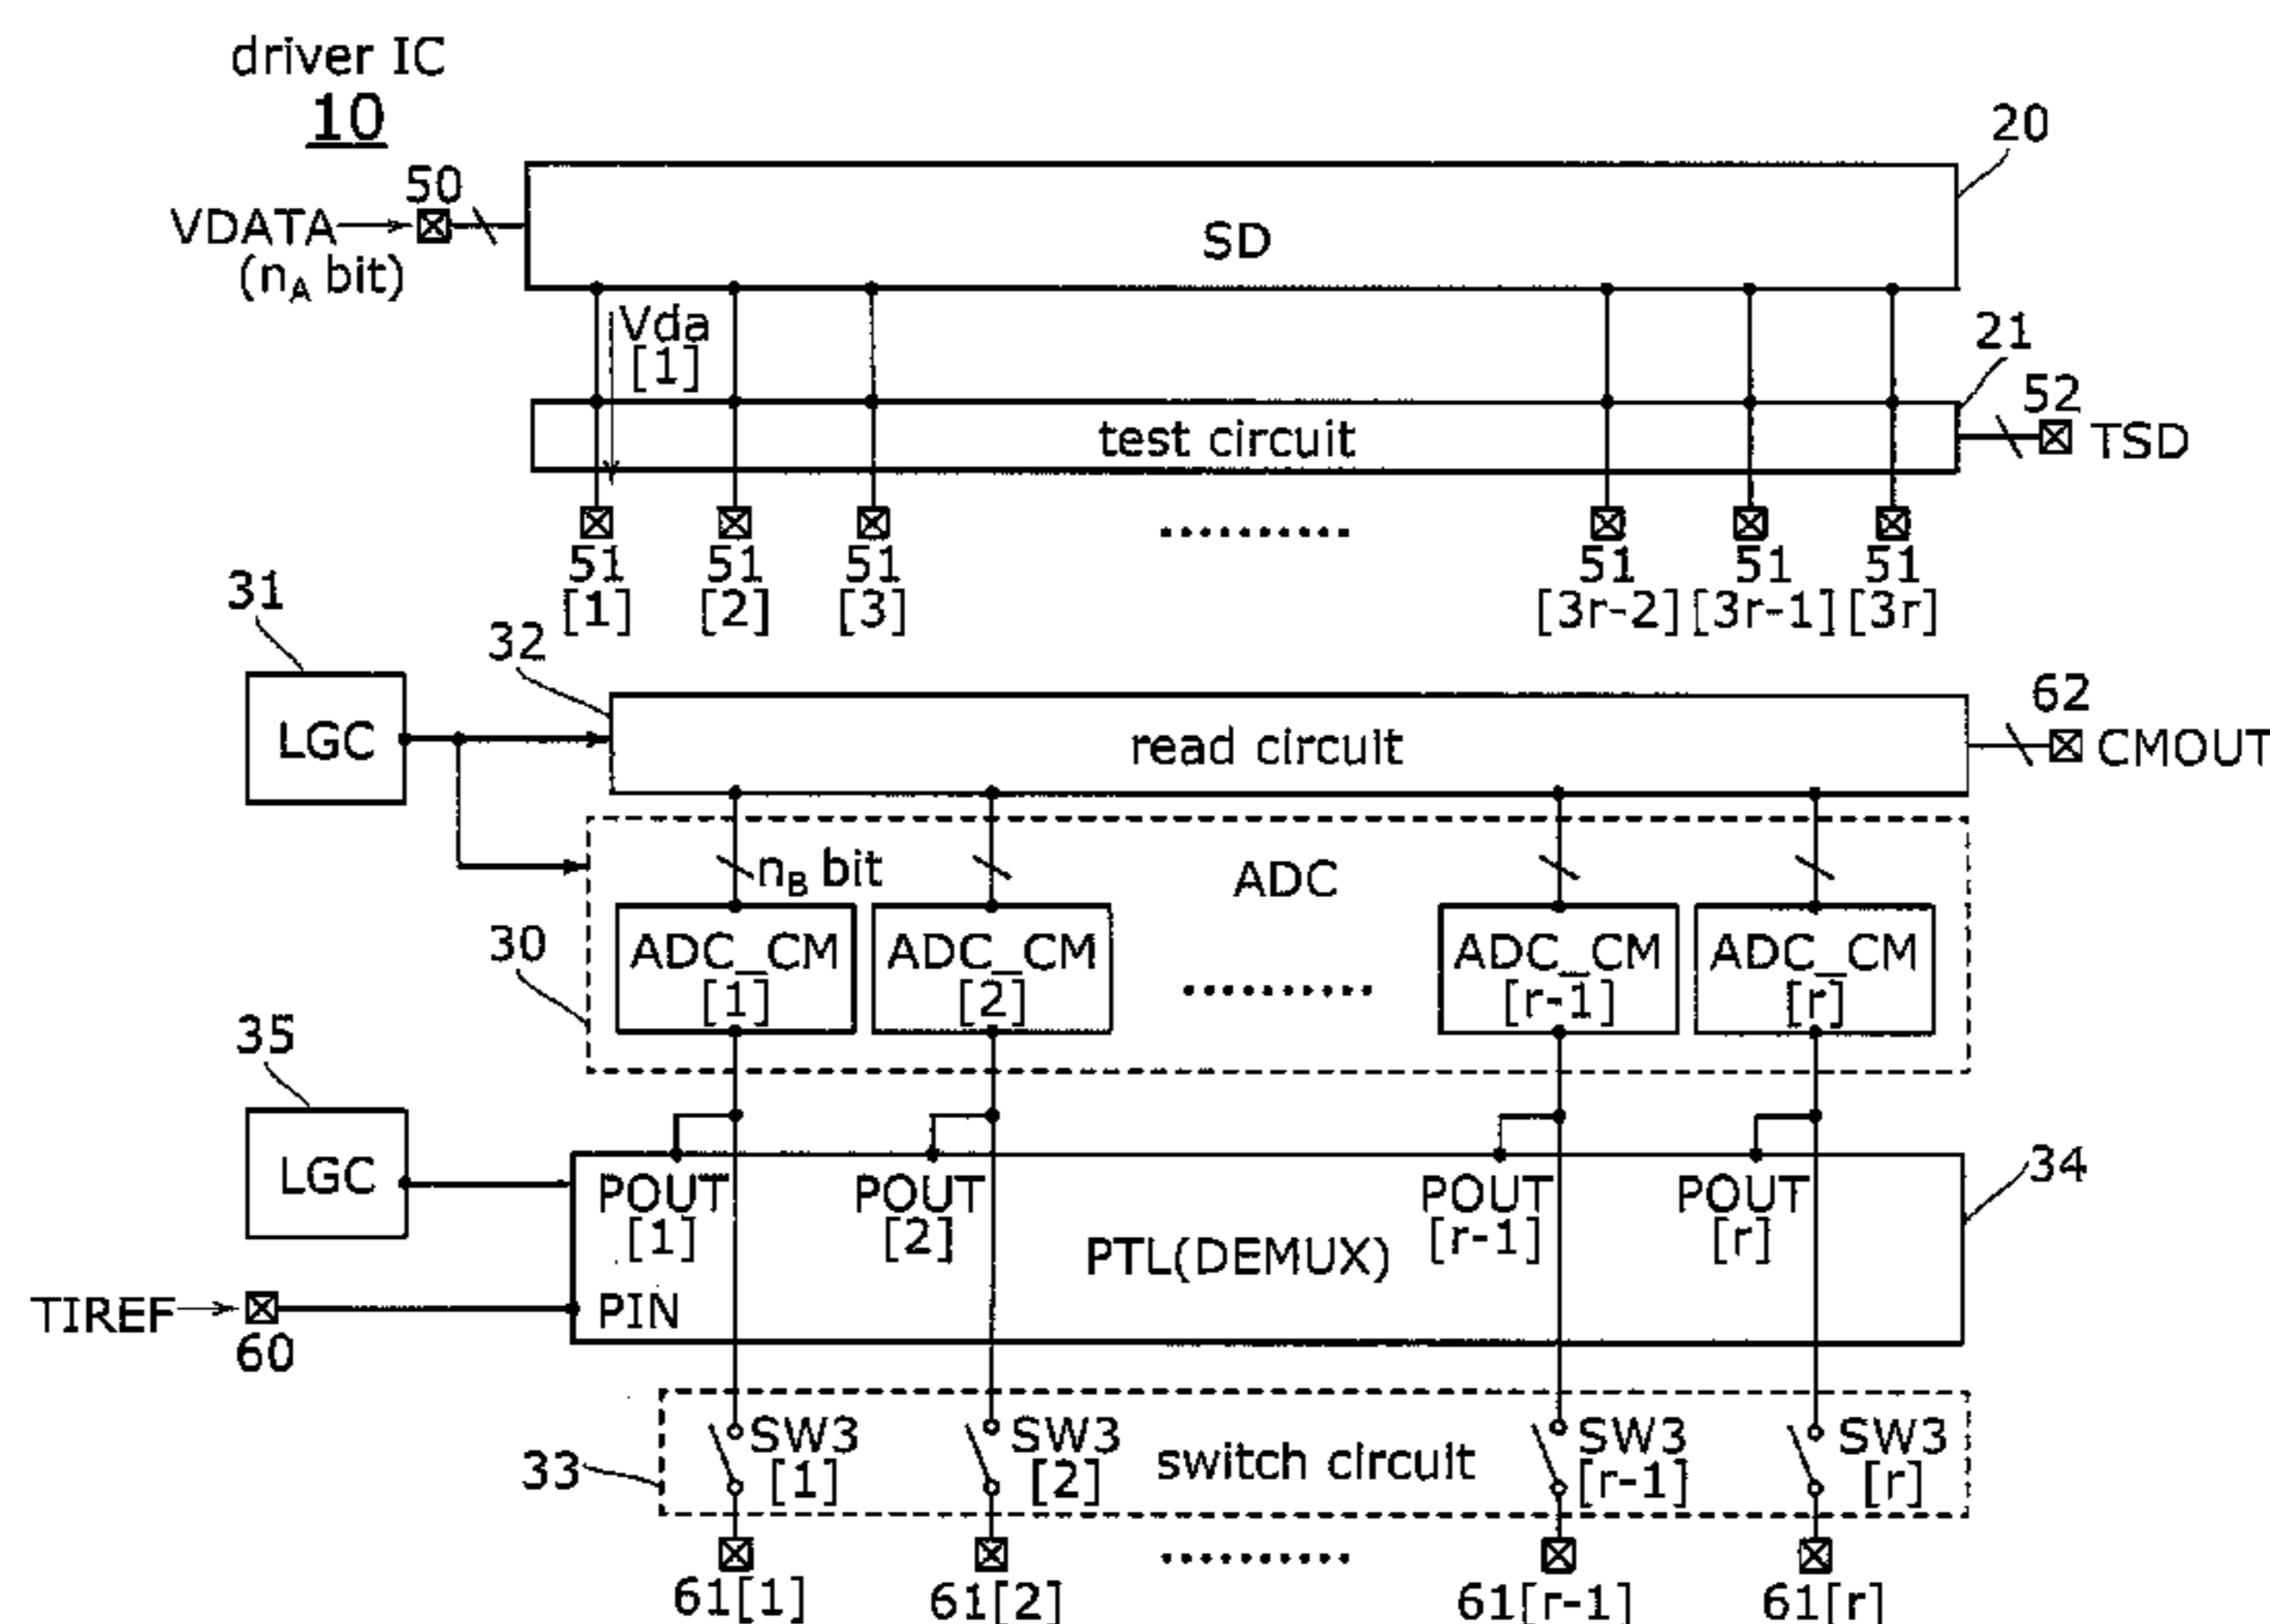 driver IC
10
20
50
VDATA
(nA bit)
SD
Vda
[1]
21
52
test circuit
TSD
51 51 51 51 51 51
[1] [2] [3] [3r-2] [3r-1] [3r]
31
32
62
LGC
read circuit
CMOUT
nB bit
ADC
30
ADC_CM ADC_CM ADC_CM ADC_CM
[1] [2] [r-1] [r]
35
34
LGC
POUT POUT POUT POUT
[1] [2] [r-1] [r]
PTL(DEMUX)
TIREF
PIN
60
33
SW3 SW3 switch circuit SW3 SW3
[1] [2] [r-1] [r]
61[1] 61[2] 61[r-1] 61[r]